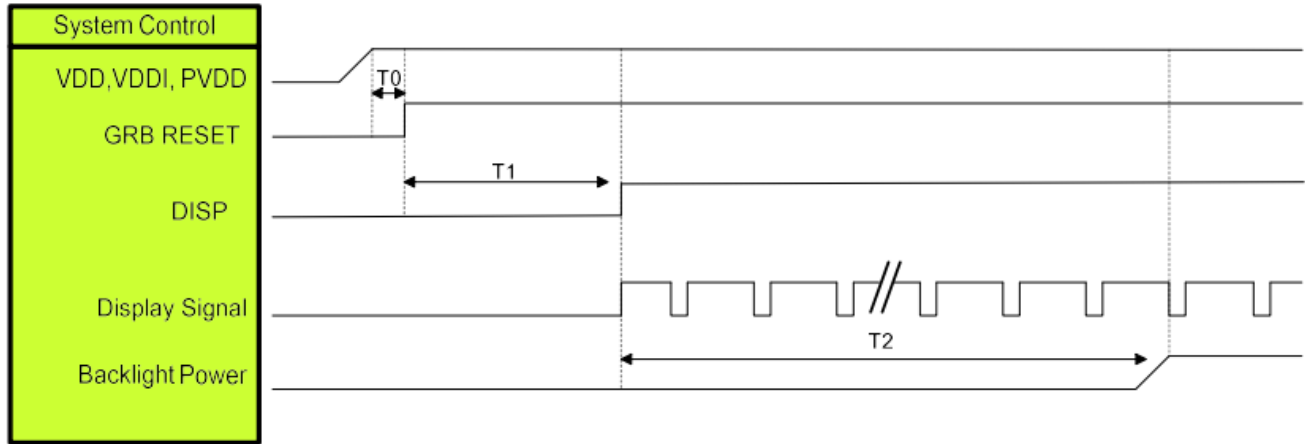 System Control
VDD,VDDI, PVDD
T0
GRB RESET
T1
DISP
Display Signal
T2
Backlight Power